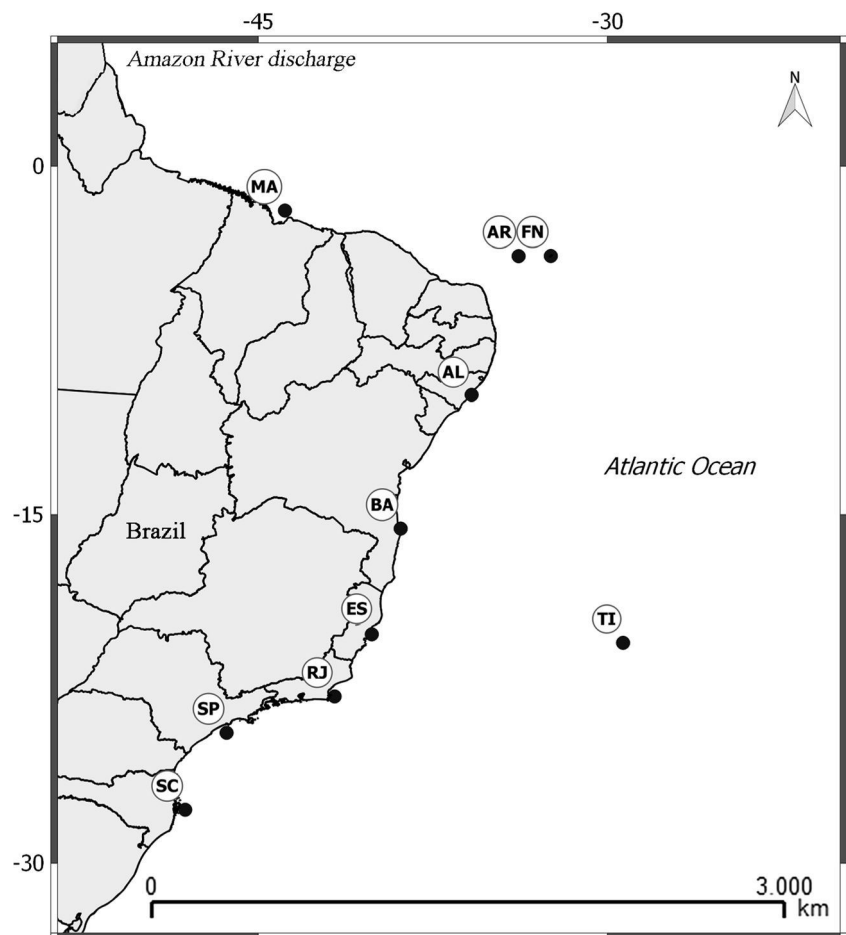 -45 -30
Amazon River discharge
N
0
MA
AR FN
AL
Atlantic Ocean
BA
-15
Brazil
ES
TI
RJ
SP
SC
-30
0 3.000
km